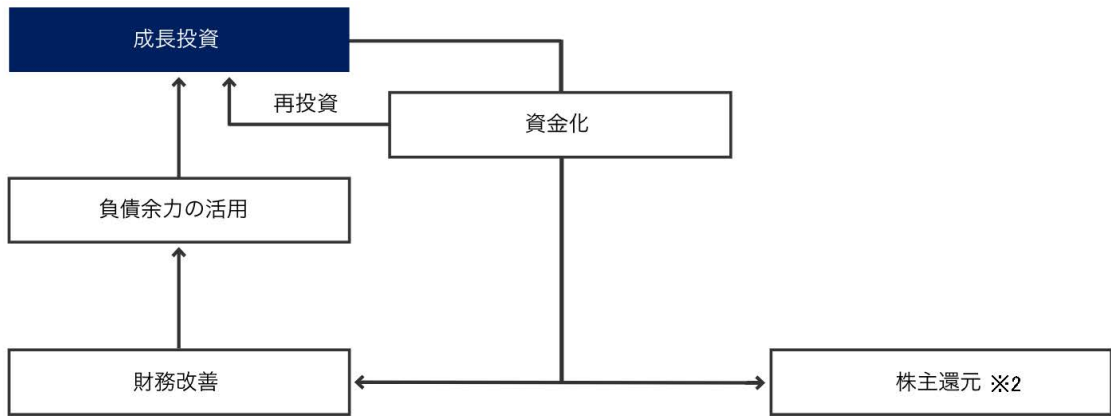 成長投資
再投資
資金化
負債余力の活用
財務改善
株主還元 ※2